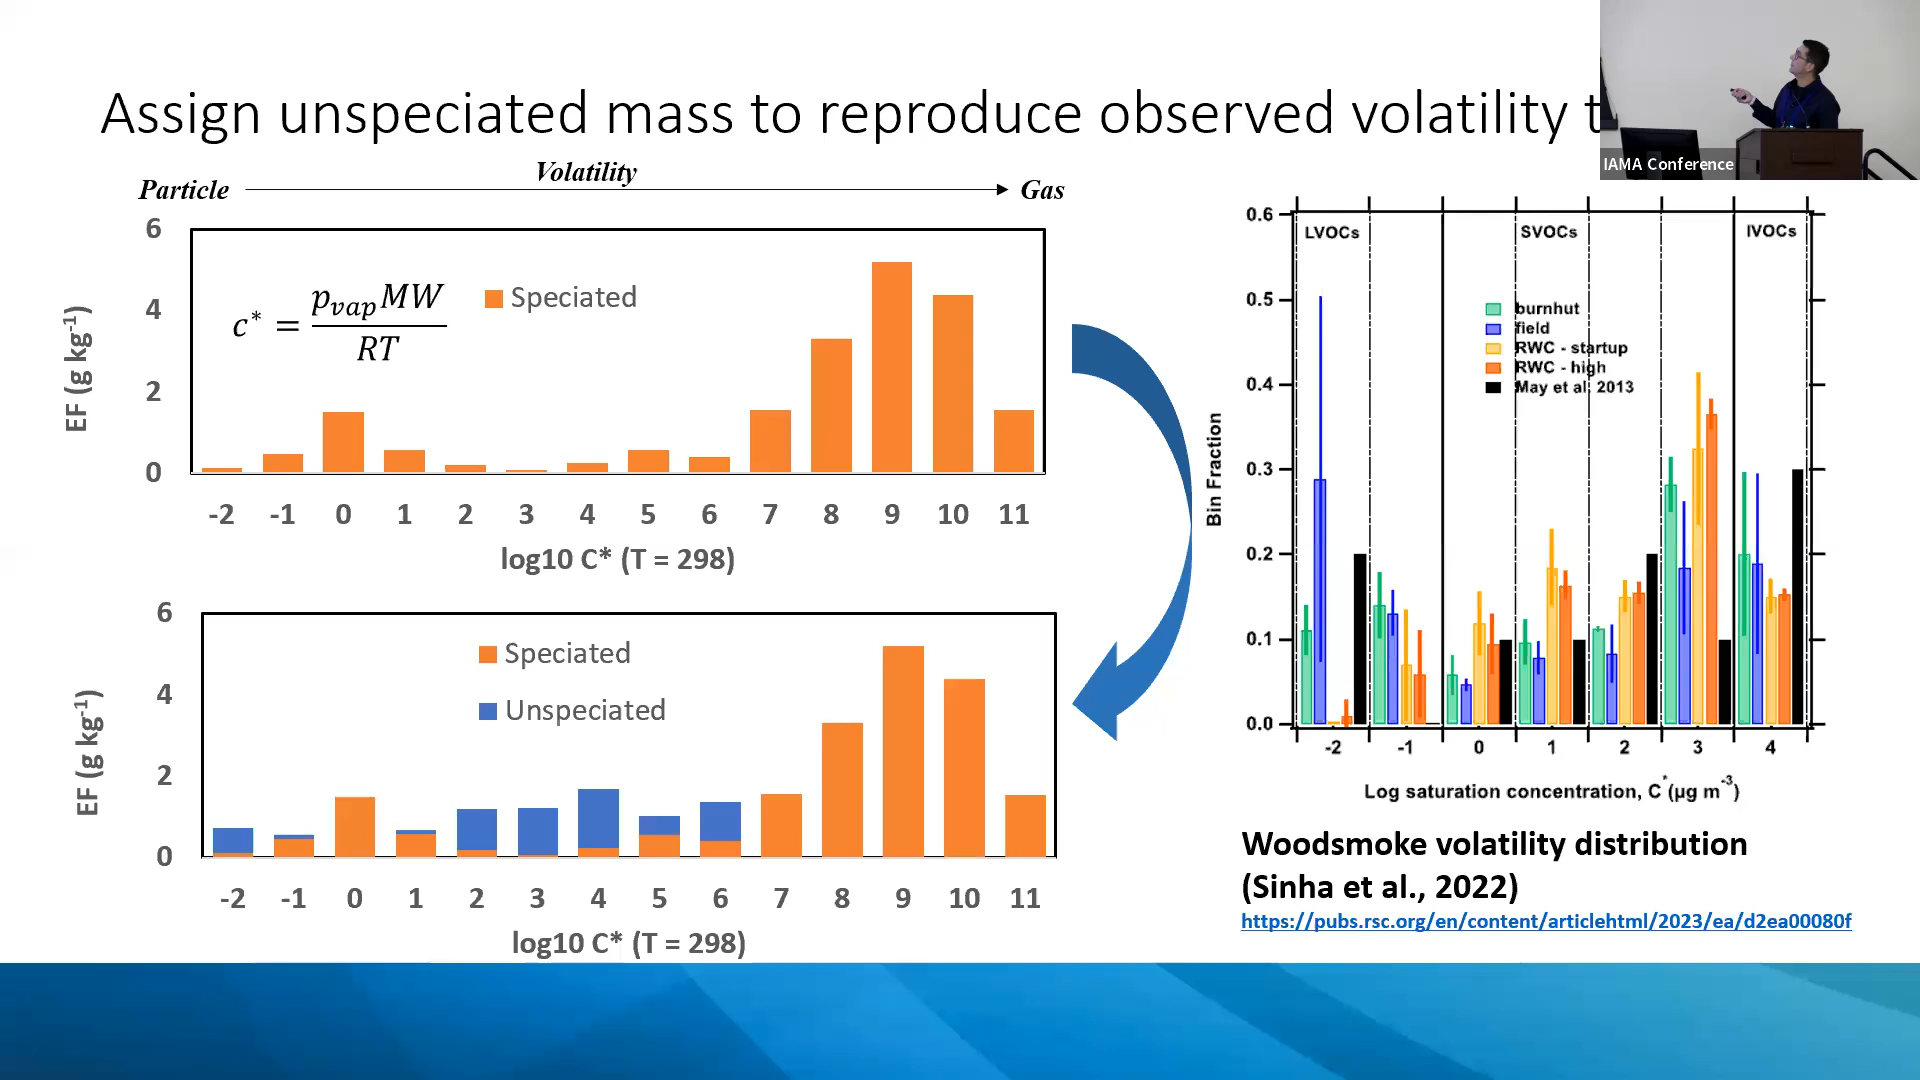 Assign unspeciated mass to reproduce observed volatility t
IAMA Conference
Particle
Volatility
Gas
6
4
2
0
EF (g kg-1)
c* = pvap MW / RT
Speciated
-2 -1 0 1 2 3 4 5 6 7 8 9 10 11
log10 C* (T = 298)
6
4
2
0
EF (g kg-1)
Speciated
Unspeciated
-2 -1 0 1 2 3 4 5 6 7 8 9 10 11
log10 C* (T = 298)
0.6
0.5
0.4
0.3
0.2
0.1
0.0
Bin Fraction
LVOCs
SVOCs
IVOCs
burnhut
field
RWC - startup
RWC - high
May et al. 2013
-2 -1 0 1 2 3 4
Log saturation concentration, C*(µg m-3)
Woodsmoke volatility distribution
(Sinha et al., 2022)
https://pubs.rsc.org/en/content/articlehtml/2023/ea/d2ea00080f